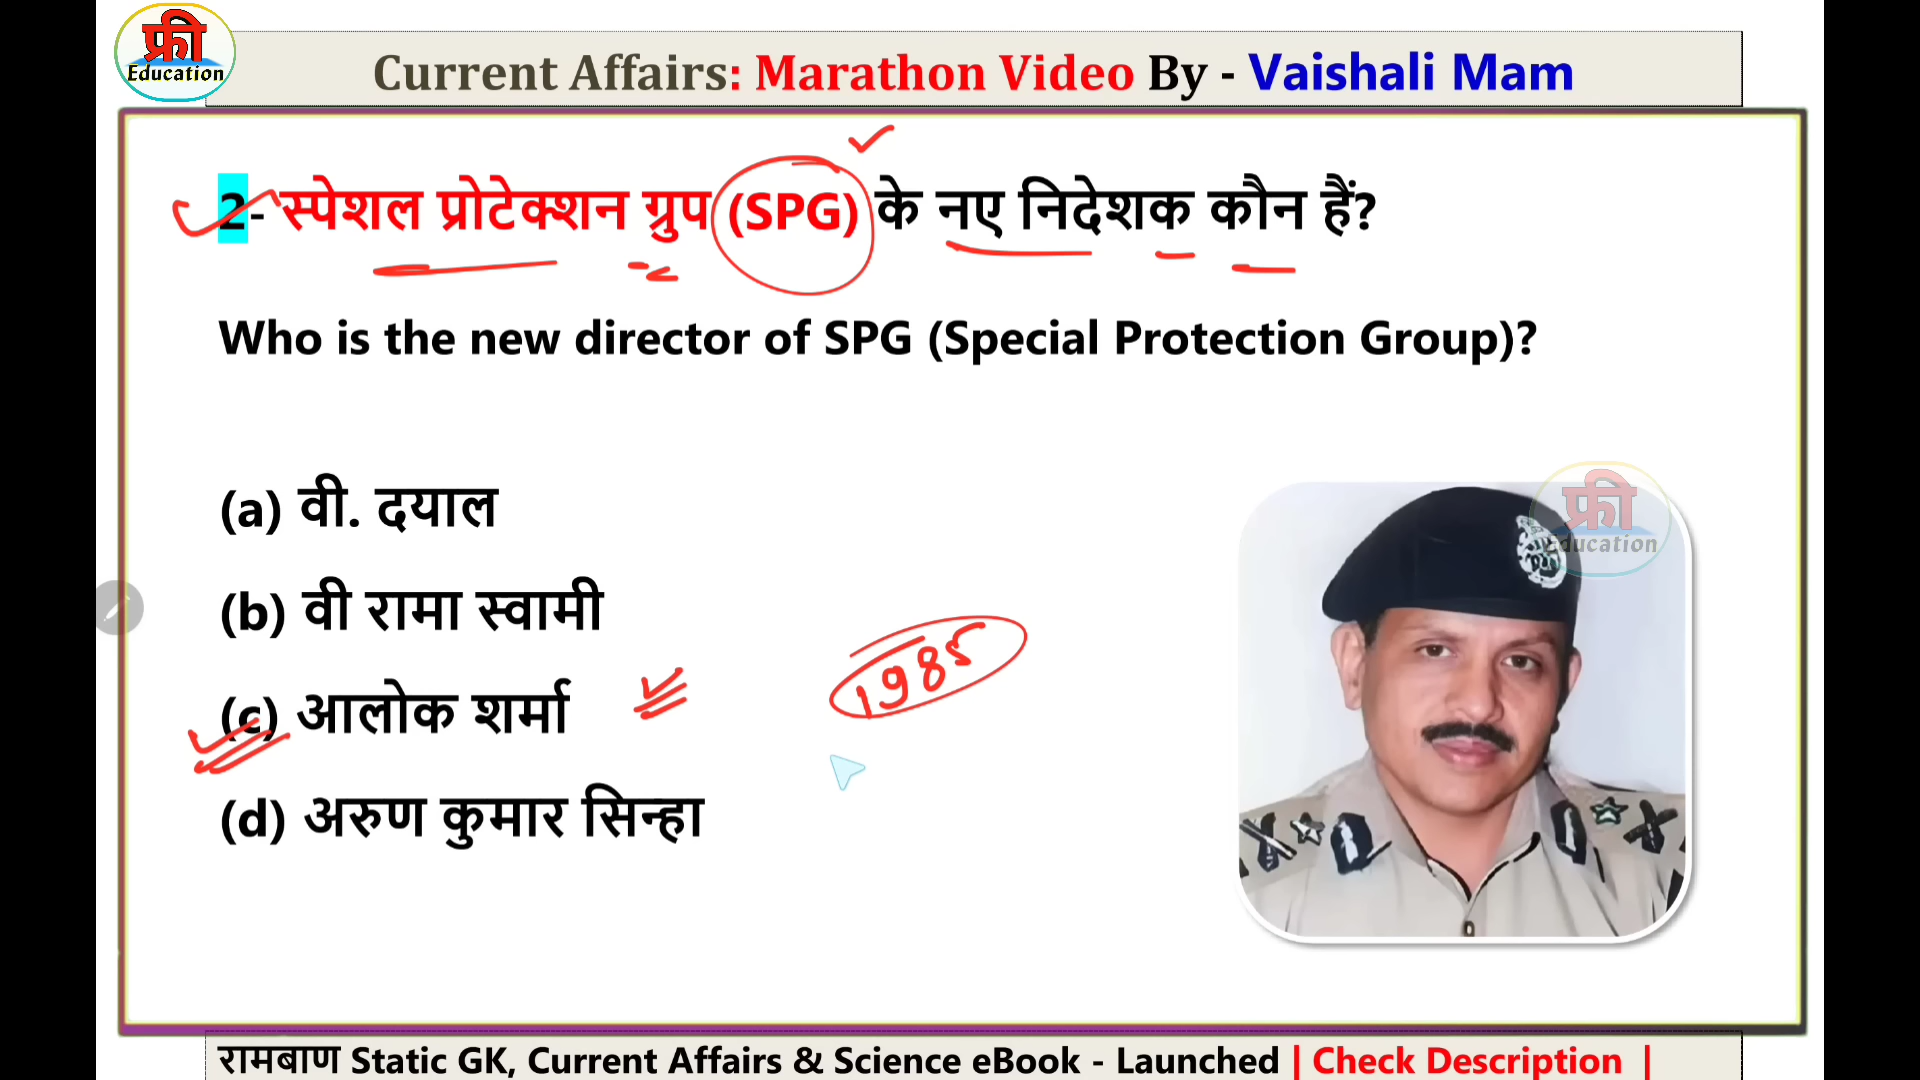 फ्री
Education
Current Affairs: Marathon Video By - Vaishali Mam
2- स्पेशल प्रोटेक्शन ग्रुप (SPG) के नए निदेशक कौन हैं?
Who is the new director of SPG (Special Protection Group)?
(a) वी. दयाल
(b) वी रामा स्वामी
(c) आलोक शर्मा
1985
(d) अरुण कुमार सिन्हा
फ्री
Education
रामबाण Static GK, Current Affairs & Science eBook - Launched | Check Description |